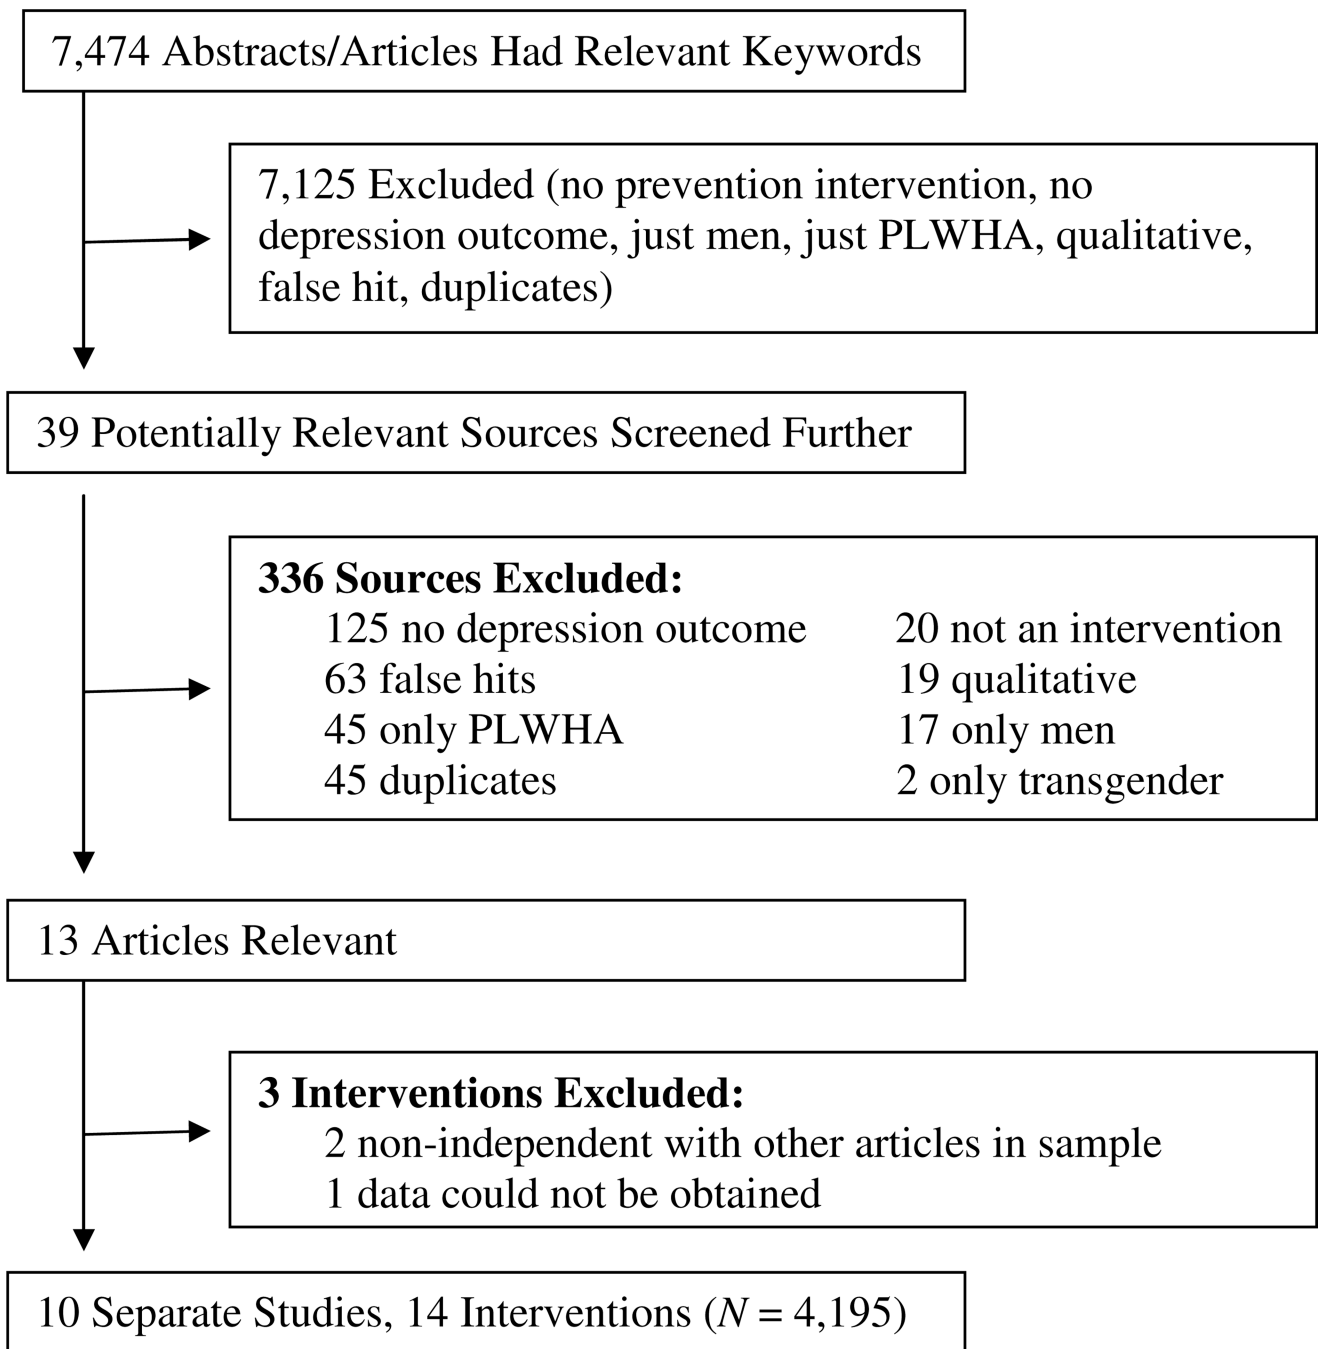 7,474 Abstracts/Articles Had Relevant Keywords
7,125 Excluded (no prevention intervention, no
depression outcome, just men, just PLWHA, qualitative,
false hit, duplicates)
39 Potentially Relevant Sources Screened Further
336 Sources Excluded:
125 no depression outcome
20 not an intervention
63 false hits
19 qualitative
45 only PLWHA
17 only men
45 duplicates
2 only transgender
13 Articles Relevant
3 Interventions Excluded:
2 non-independent with other articles in sample
1 data could not be obtained
10 Separate Studies, 14 Interventions (N = 4,195)